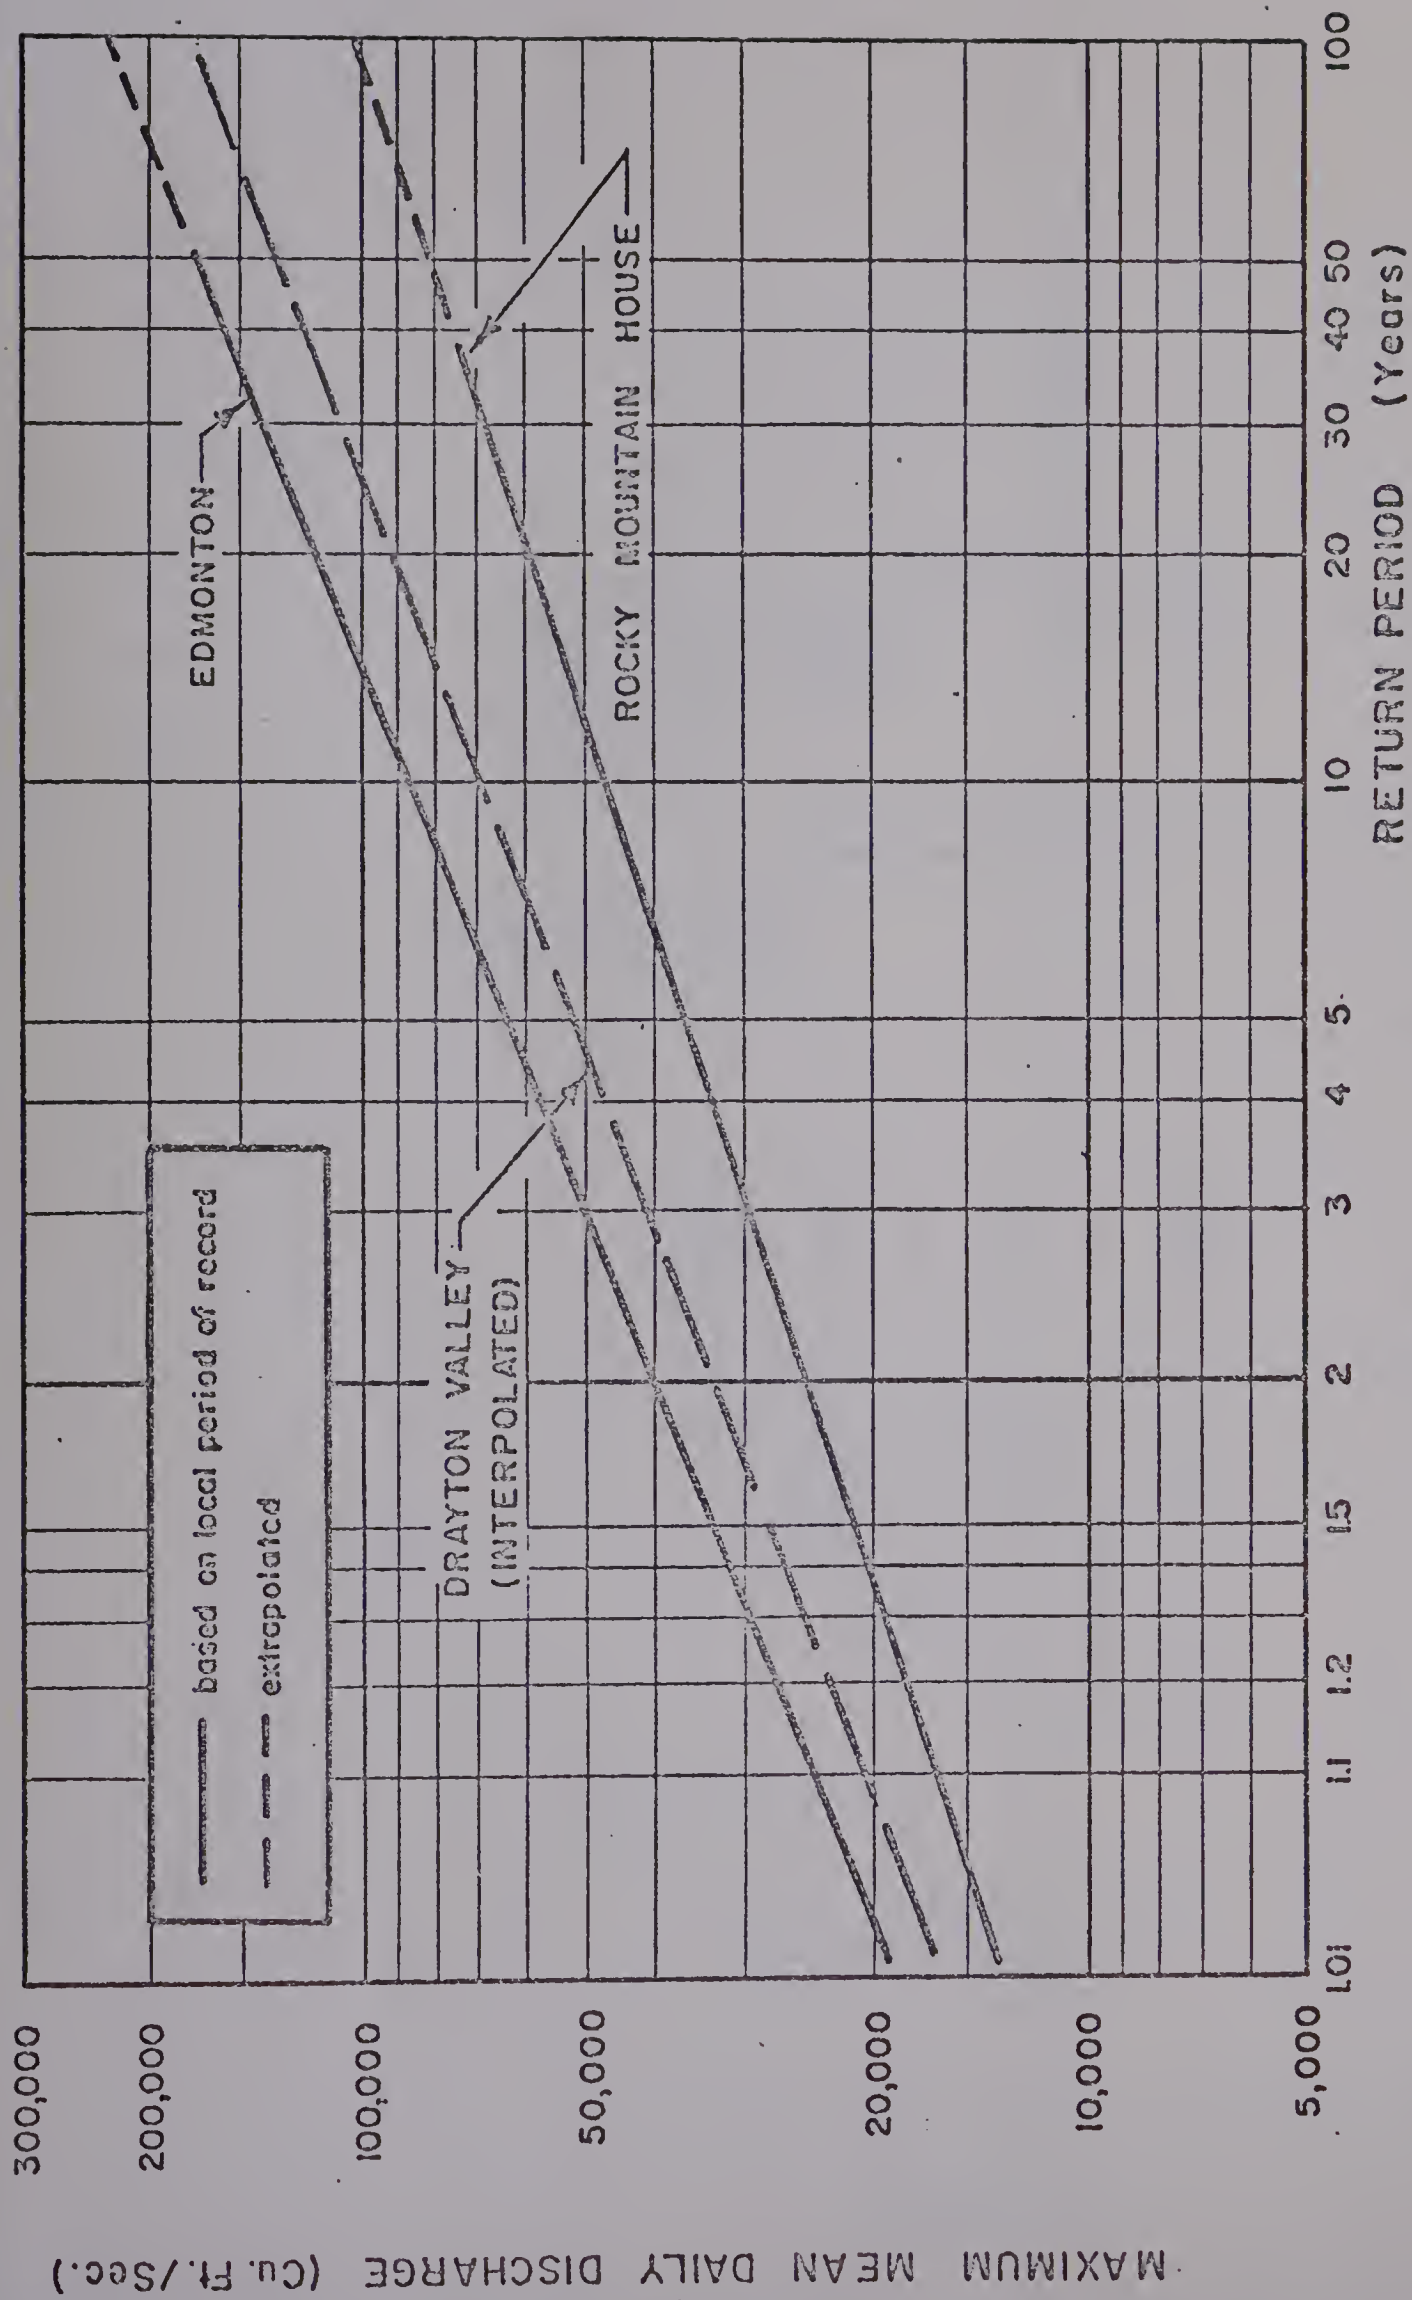 MAXIMUM MEAN DAILY DISCHARGE (Cu. Ft./Sec.)
300,000
200,000
100,000
50,000
20,000
10,000
5,000
based on local period of record
extrapolated
EDMONTON
DRAYTON VALLEY
(INTERPOLATED)
ROCKY MOUNTAIN HOUSE
1.01
1.1
1.2
1.5
2
3
4
5
10
20
30
40
50
100
RETURN PERIOD (Years)